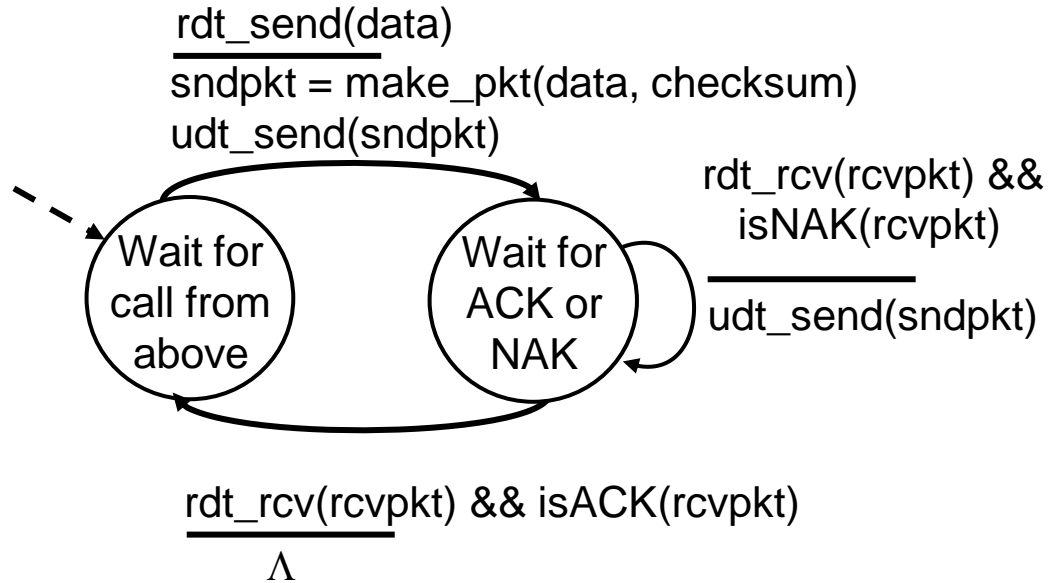 rdt_send(data)
sndpkt = make_pkt(data, checksum)
udt_send(sndpkt)
rdt_rcv(rcvpkt) &&
isNAK(rcvpkt)
udt_send(sndpkt)
Wait for
call from
above
Wait for
ACK or
NAK
rdt_rcv(rcvpkt) && isACK(rcvpkt)
Λ